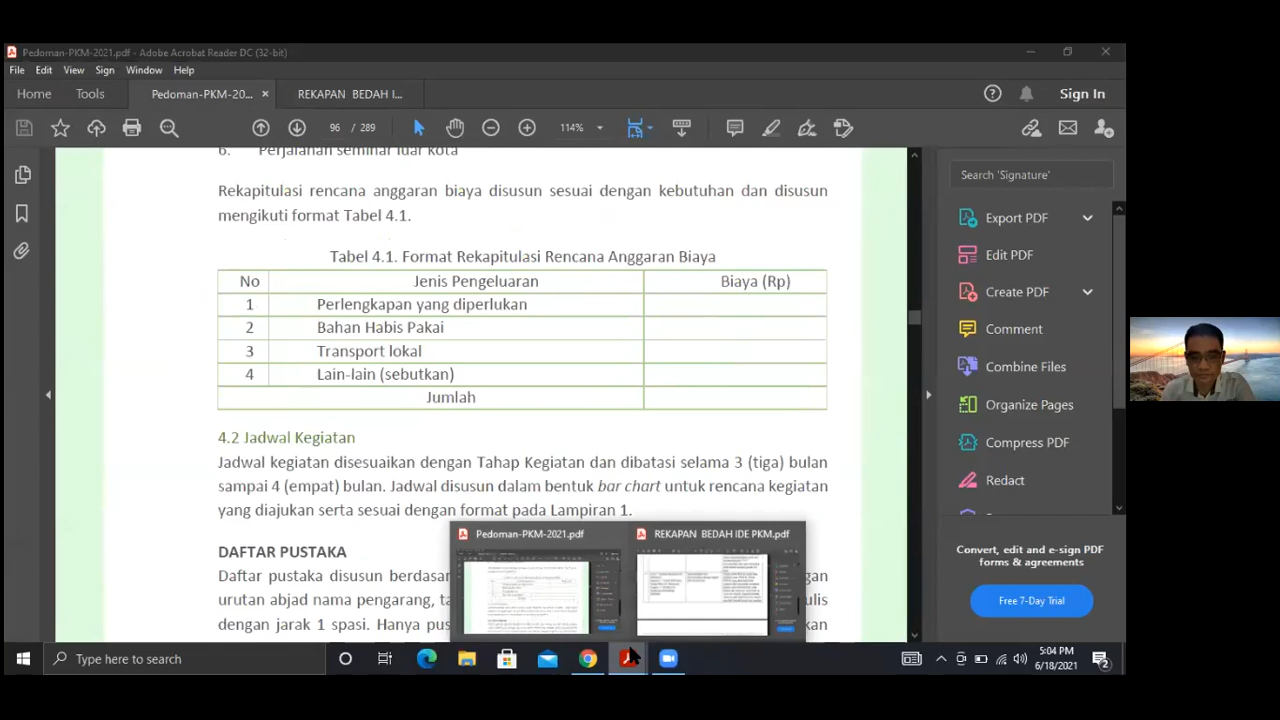 Pedoman-PKM-2021.pdf - Adobe Acrobat Reader DC (32-bit)
File Edit View Sign Window Help
Home Tools Pedoman-PKM-20... × REKAPAN BEDAH I...
Sign In
96 / 289 114%
6. Perjalanan seminar luar kota
Rekapitulasi rencana anggaran biaya disusun sesuai dengan kebutuhan dan disusun
mengikuti format Tabel 4.1.
Tabel 4.1. Format Rekapitulasi Rencana Anggaran Biaya
No Jenis Pengeluaran Biaya (Rp)
1 Perlengkapan yang diperlukan
2 Bahan Habis Pakai
3 Transport lokal
4 Lain-lain (sebutkan)
Jumlah
4.2 Jadwal Kegiatan
Jadwal kegiatan disesuaikan dengan Tahap Kegiatan dan dibatasi selama 3 (tiga) bulan
sampai 4 (empat) bulan. Jadwal disusun dalam bentuk bar chart untuk rencana kegiatan
yang diajukan serta sesuai dengan format pada Lampiran 1.
DAFTAR PUSTAKA
Daftar pustaka disusun berdasar
urutan abjad nama pengarang, ta
dengan jarak 1 spasi. Hanya pus
Pedoman-PKM-2021.pdf
REKAPAN BEDAH IDE PKM.pdf
Search 'Signature'
Export PDF
Edit PDF
Create PDF
Comment
Combine Files
Organize Pages
Compress PDF
Redact
Convert, edit and e-sign PDF
forms & agreements
Free 7-Day Trial
Type here to search
5:04 PM
6/18/2021
2